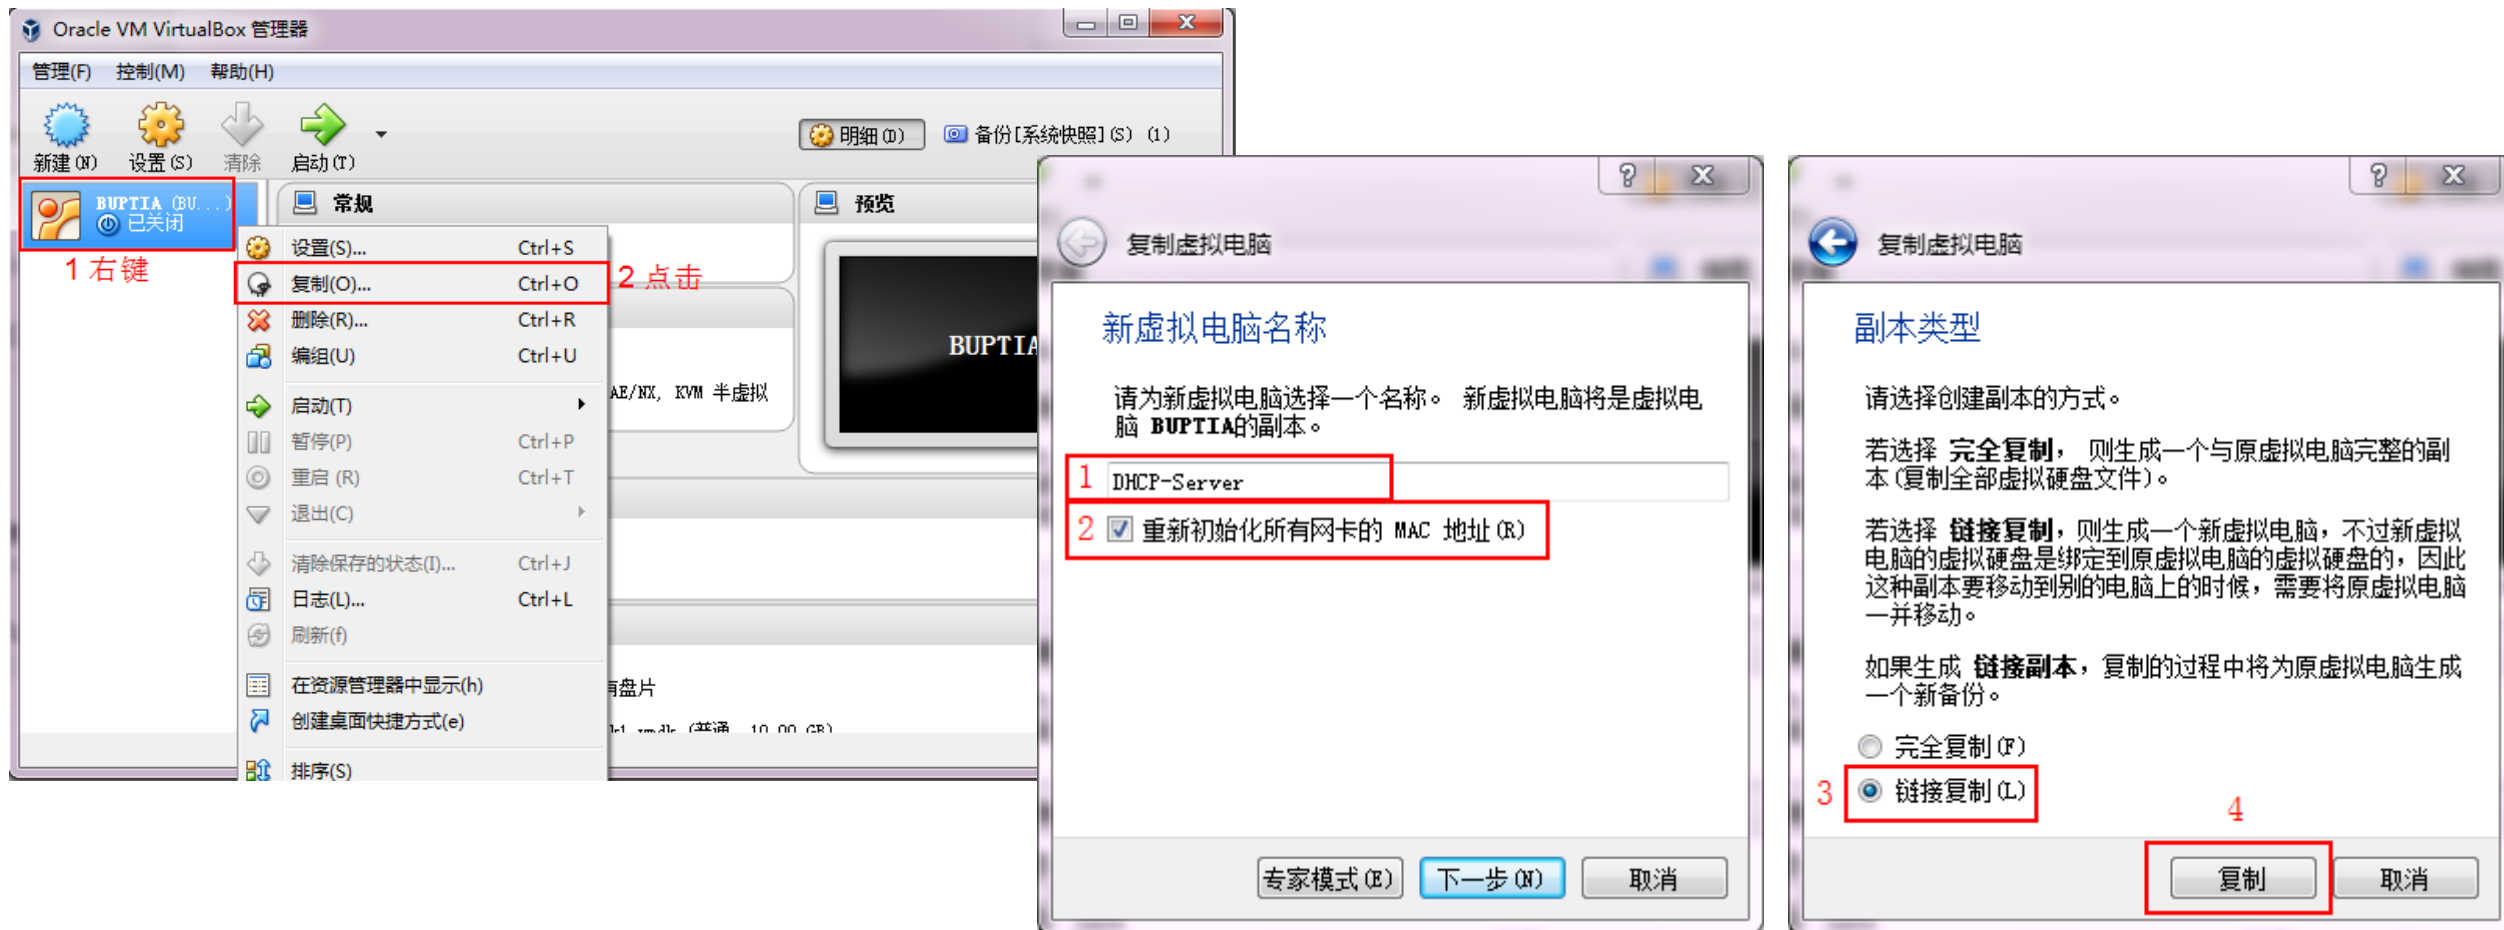 Oracle VM VirtualBox 管理器
管理(F) 控制(M) 帮助(H)
新建(N) 设置(S) 清除 启动(T)
明细(D) 备份[系统快照](S) (1)
BUPTIA (BU...)
已关闭
1 右键
常规
预览
设置(S)... Ctrl+S
复制(O)... Ctrl+O
2 点击
删除(R)... Ctrl+R
编组(U) Ctrl+U
启动(T)
暂停(P) Ctrl+P
重启 (R) Ctrl+T
退出(C)
清除保存的状态(I)... Ctrl+J
日志(L)... Ctrl+L
刷新(f)
在资源管理器中显示(h)
创建桌面快捷方式(e)
排序(S)
BUPTIA
AE/NX, KVM 半虚拟
盘片
(普通, 10.00 GB)
复制虚拟电脑
新虚拟电脑名称
请为新虚拟电脑选择一个名称。 新虚拟电脑将是虚拟电
脑 BUPTIA的副本。
1 DHCP-Server
2 重新初始化所有网卡的 MAC 地址(R)
专家模式(E) 下一步(N) 取消
复制虚拟电脑
副本类型
请选择创建副本的方式。
若选择 完全复制， 则生成一个与原虚拟电脑完整的副
本(复制全部虚拟硬盘文件)。
若选择 链接复制，则生成一个新虚拟电脑，不过新虚拟
电脑的虚拟硬盘是绑定到原虚拟电脑的虚拟硬盘的，因此
这种副本要移动到别的电脑上的时候，需要将原虚拟电脑
一并移动。
如果生成 链接副本，复制的过程中将为原虚拟电脑生成
一个新备份。
完全复制(F)
3 链接复制(L)
4
复制 取消